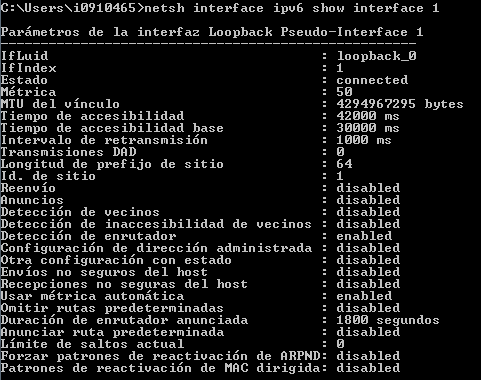 C:\Users\i0910465>netsh interface ipv6 show interface 1
Parámetros de la interfaz Loopback Pseudo-Interface 1
----------------------------------------------
IfLuid : loopback_0
IfIndex : 1
Estado : connected
Métrica : 50
MTU del vínculo : 4294967295 bytes
Tiempo de accesibilidad : 42000 ms
Tiempo de accesibilidad base : 30000 ms
Intervalo de retransmisión : 1000 ms
Transmisiones DAD : 0
Longitud de prefijo de sitio : 64
Id. de sitio : 1
Reenvío : disabled
Anuncios : disabled
Detección de vecinos : disabled
Detección de inaccesibilidad de vecinos : disabled
Detección de enrutador : enabled
Configuración de dirección administrada : disabled
Otra configuración con estado : disabled
Envíos no seguros del host : disabled
Recepciones no seguras del host : disabled
Usar métrica automática : enabled
Omitir rutas predeterminadas : disabled
Duración de enrutador anunciada : 1800 segundos
Anunciar ruta predeterminada : disabled
Límite de saltos actual : 0
Forzar patrones de reactivación de ARPND: disabled
Patrones de reactivación de MAC dirigida: disabled